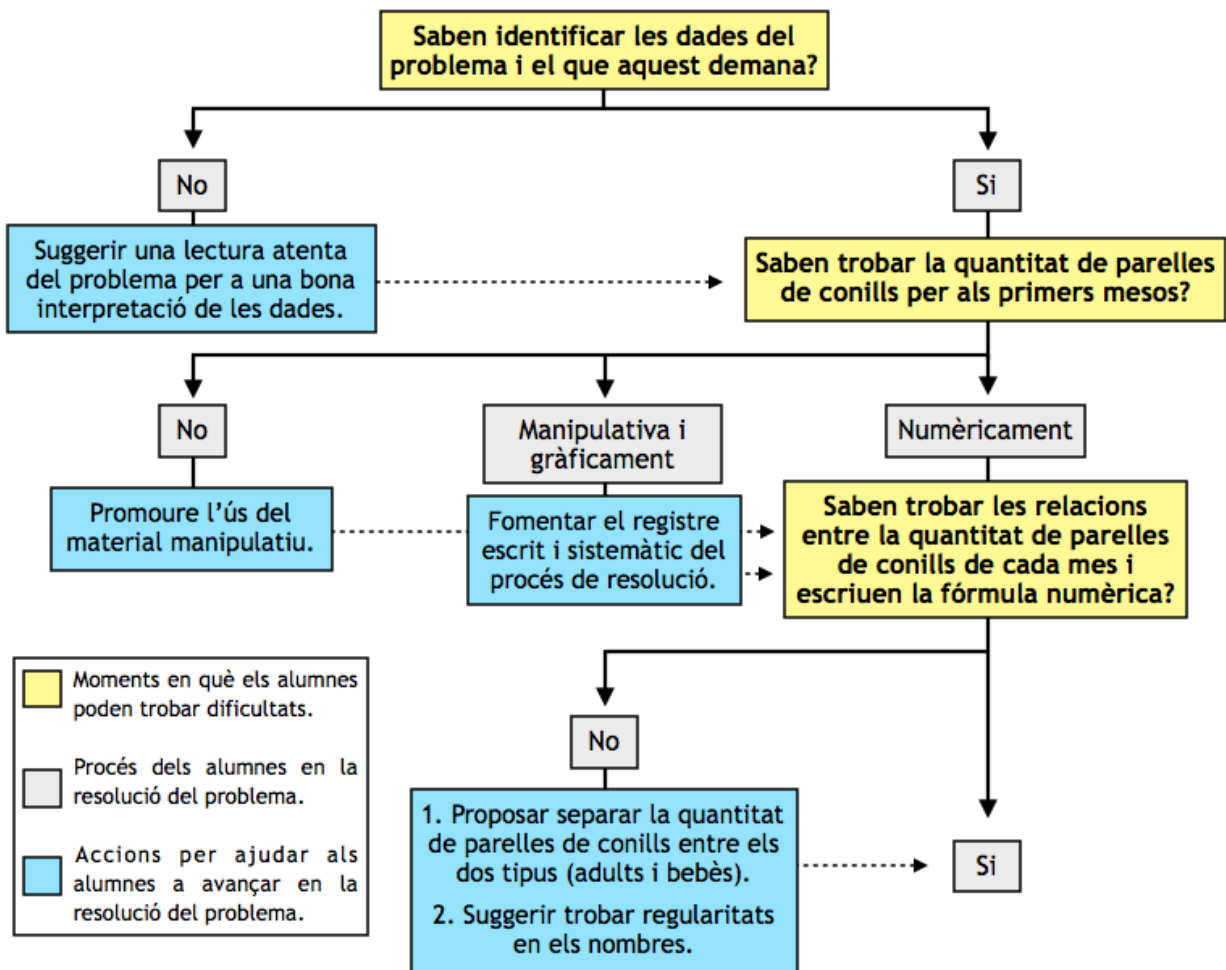 Saben identificar les dades del
problema i el que aquest demana?
No
Si
Suggerir una lectura atenta
del problema per a una bona
interpretació de les dades.
Saben trobar la quantitat de parelles
de conills per als primers mesos?
No
Manipulativa i
gràficament
Numèricament
Promoure l'ús del
material manipulatiu.
Fomentar el registre
escrit i sistemàtic del
procés de resolució.
Saben trobar les relacions
entre la quantitat de parelles
de conills de cada mes i
escriuen la fórmula numèrica?
Moments en què els alumnes
poden trobar dificultats.
Procés dels alumnes en la
resolució del problema.
Accions per ajudar als
alumnes a avançar en la
resolució del problema.
No
1. Proposar separar la quantitat
de parelles de conills entre els
dos tipus (adults i bebès).
2. Suggerir trobar regularitats
en els nombres.
Si